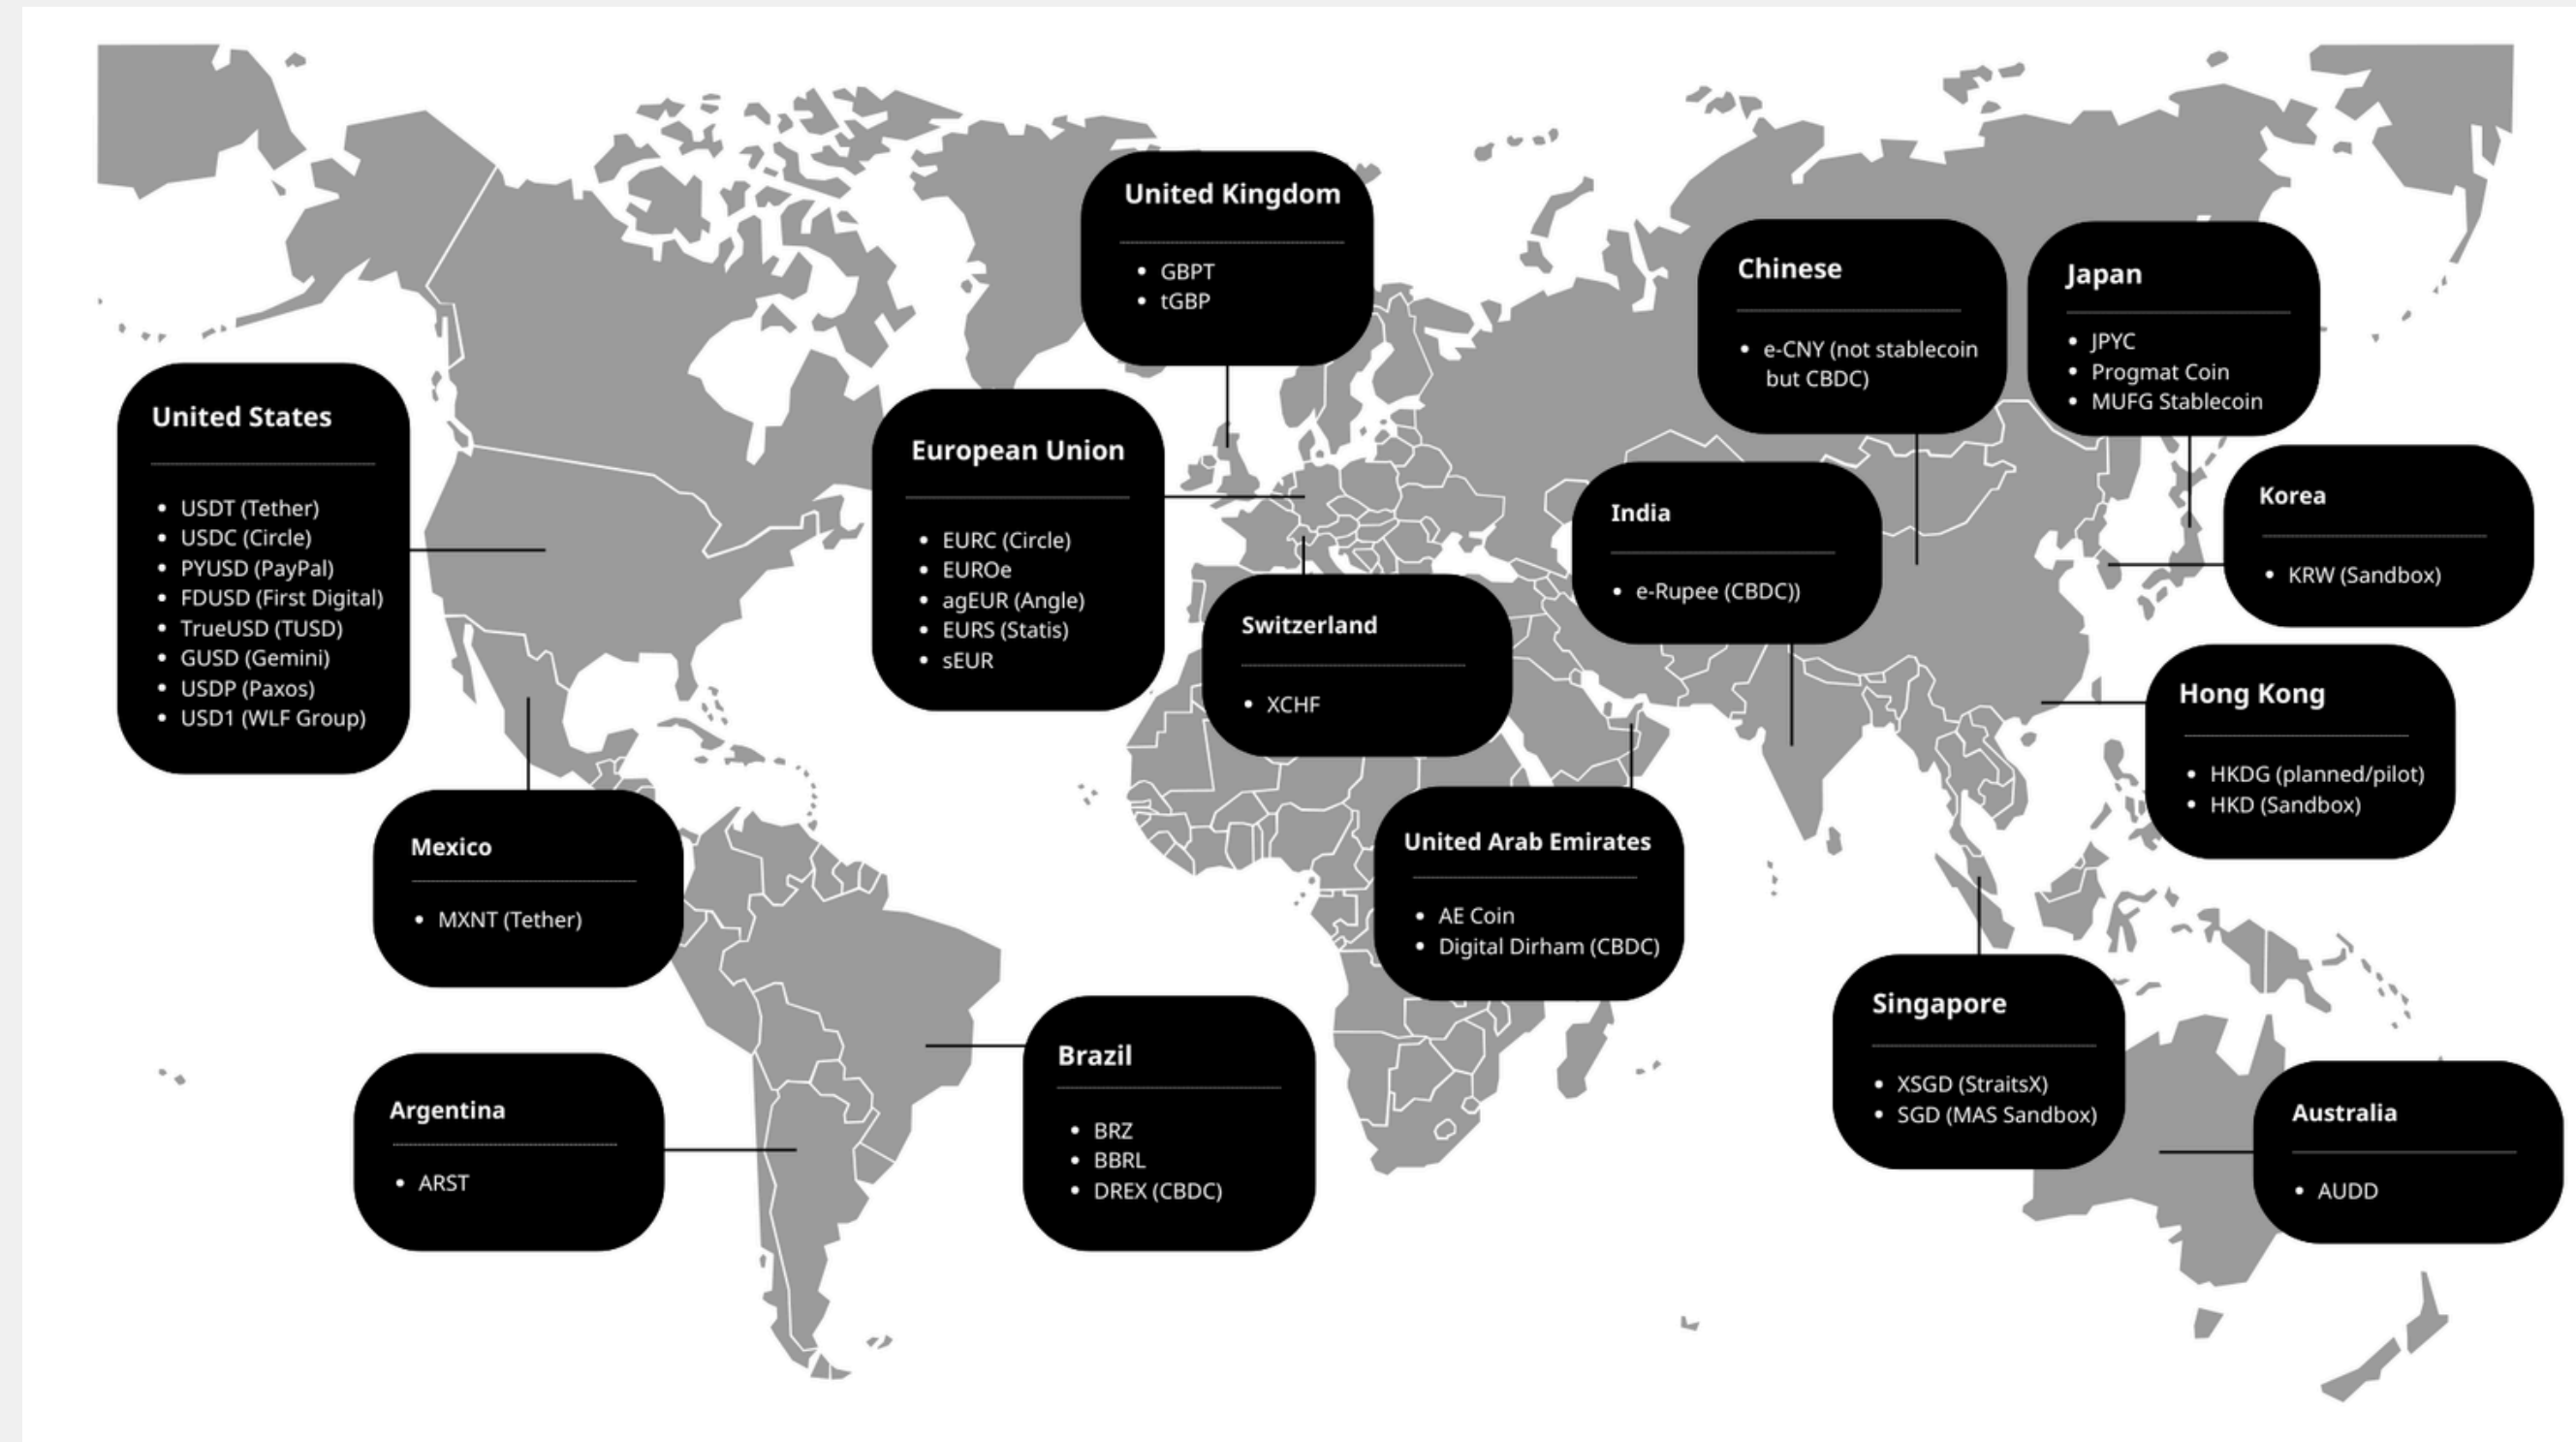 United Kingdom
• GBPT
• tGBP
Chinese
• e-CNY (not stablecoin
but CBDC)
Japan
• JPYC
• Progmat Coin
• MUFG Stablecoin
United States
• USDT (Tether)
• USDC (Circle)
• PYUSD (PayPal)
• FDUSD (First Digital)
• TrueUSD (TUSD)
• GUSD (Gemini)
• USDP (Paxos)
• USD1 (WLF Group)
European Union
• EURC (Circle)
• EUROe
• agEUR (Angle)
• EURS (Statis)
• sEUR
India
• e-Rupee (CBDC))
Korea
• KRW (Sandbox)
Switzerland
• XCHF
Hong Kong
• HKDG (planned/pilot)
• HKD (Sandbox)
Mexico
• MXNT (Tether)
United Arab Emirates
• AE Coin
• Digital Dirham (CBDC)
Singapore
• XSGD (StraitsX)
• SGD (MAS Sandbox)
Brazil
• BRZ
• BBRL
• DREX (CBDC)
Argentina
• ARST
Australia
• AUDD